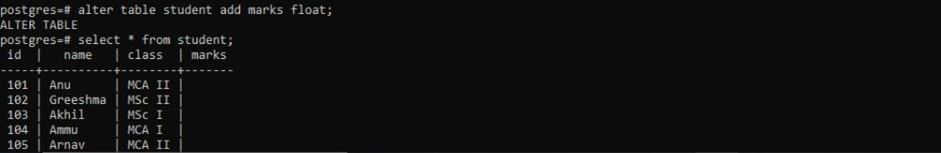 postgres=# alter table student add marks float;
ALTER TABLE
postgres=# select * from student;
 id  |   name   | class  | marks
-----+----------+--------+-------
 101 | Anu      | MCA II |
 102 | Greeshma | MSc II |
 103 | Akhil    | MSc I  |
 104 | Ammu     | MCA I  |
 105 | Arnav    | MCA II |